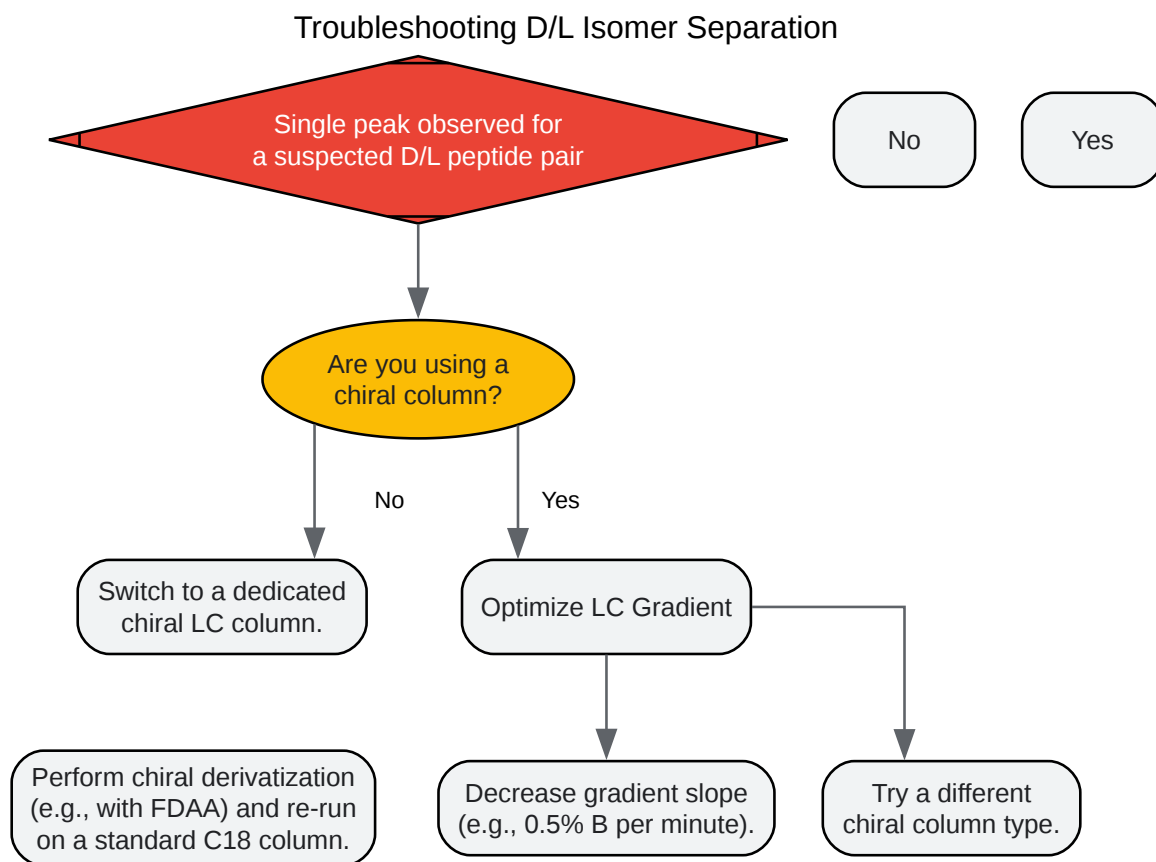 Troubleshooting D/L Isomer Separation
Single peak observed for
a suspected D/L peptide pair
No
Yes
Are you using a
chiral column?
No
Yes
Switch to a dedicated
chiral LC column.
Optimize LC Gradient
Perform chiral derivatization
(e.g., with FDAA) and re-run
on a standard C18 column.
Decrease gradient slope
(e.g., 0.5% B per minute).
Try a different
chiral column type.